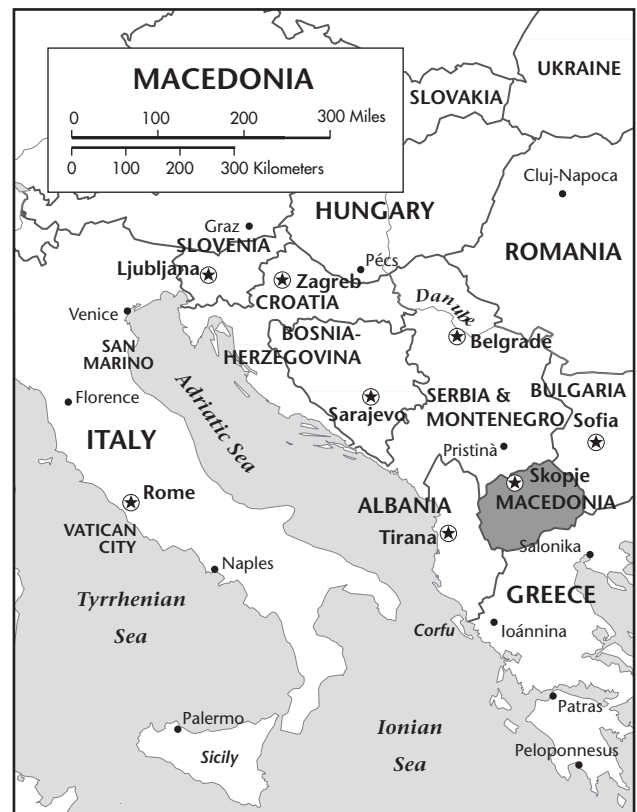 MACEDONIA
0 100 200 300 Miles
0 100 200 300 Kilometers
UKRAINE
SLOVAKIA
Cluj-Napoca
HUNGARY
Graz
SLOVENIA
ROMANIA
Pécs
Ljubljana
Zagreb
CROATIA
Danube
Venice
BOSNIA-
HERZEGOVINA
Belgrade
SAN
MARINO
Adriatic Sea
Florence
SERBIA &
MONTENEGRO
BULGARIA
Sarajevo
Sofia
ITALY
Pristinà
Skopje
MACEDONIA
Rome
ALBANIA
VATICAN
CITY
Tirana
Salonika
Naples
GREECE
Tyrrhenian
Sea
Corfu
Ioánnina
Palermo
Sicily
Ionian
Sea
Patras
Peloponnesus